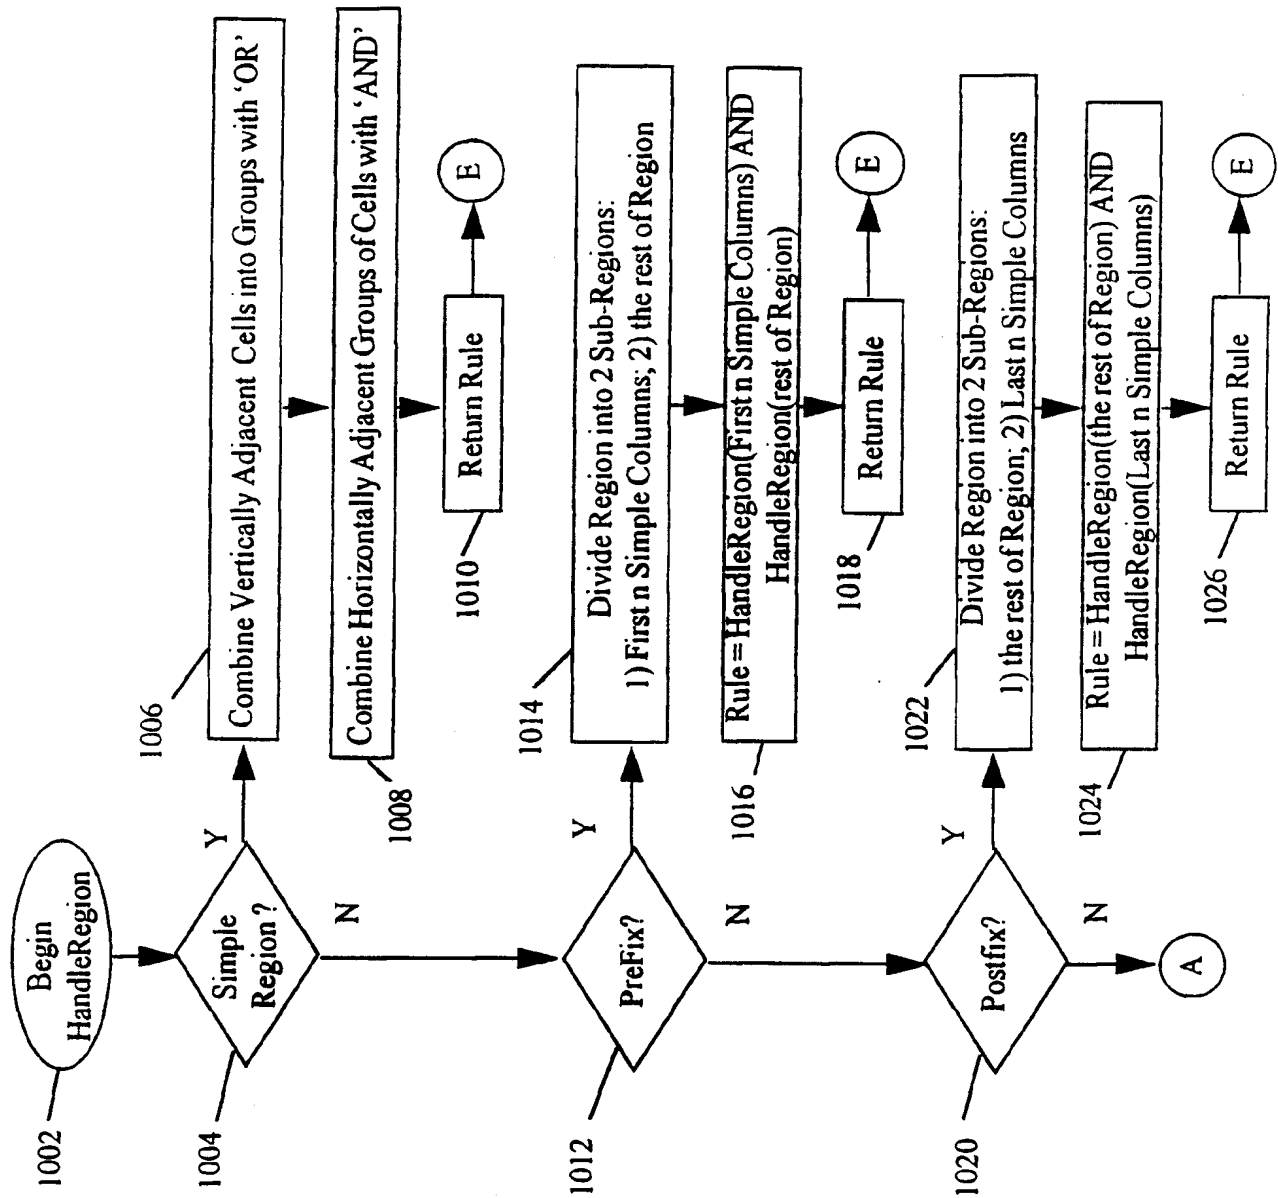 1002
Begin
HandleRegion
1004
Simple
Region ?
Y
N
1006
Combine Vertically Adjacent Cells into Groups with 'OR'
1008
Combine Horizontally Adjacent Groups of Cells with 'AND'
1010
Return Rule
E
1012
PreFix?
Y
N
1014
Divide Region into 2 Sub-Regions:
1) First n Simple Columns; 2) the rest of Region
1016
Rule = HandleRegion(First n Simple Columns) AND
HandleRegion(rest of Region)
1018
Return Rule
E
1020
Postfix?
Y
N
A
1022
Divide Region into 2 Sub-Regions:
1) the rest of Region; 2) Last n Simple Columns
1024
Rule = HandleRegion(the rest of Region) AND
HandleRegion(Last n Simple Columns)
1026
Return Rule
E